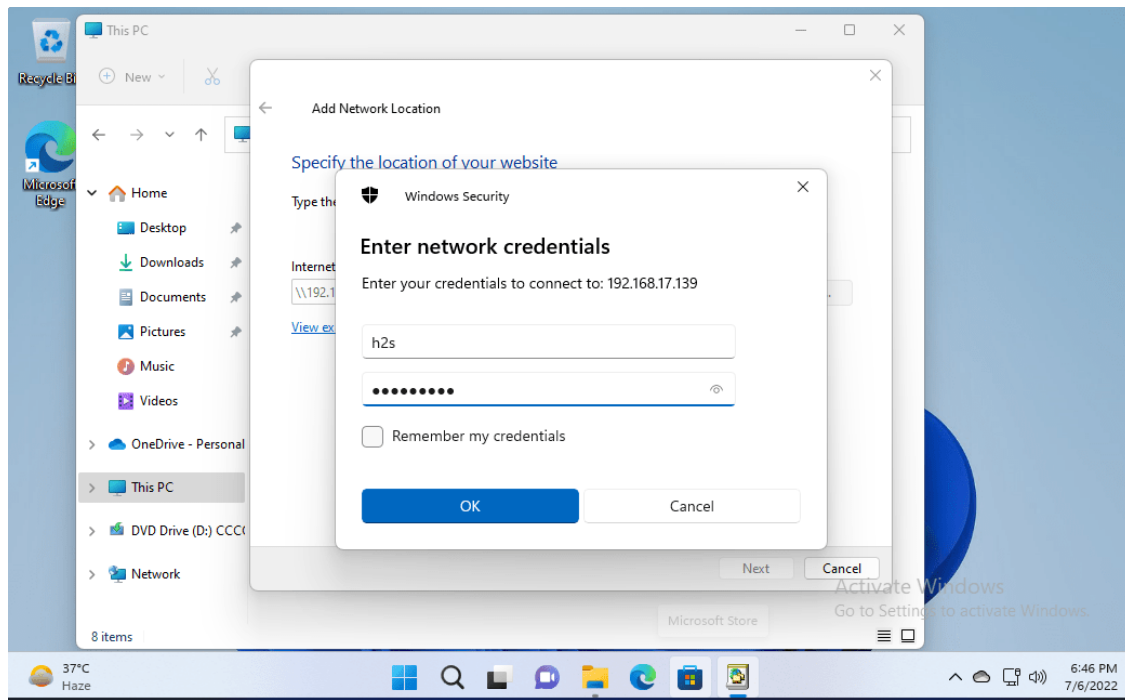 This PC
Recycle Bi
New
Add Network Location
Specify the location of your website
Microsof
Edge
Home
Windows Security
Type the
Desktop
Enter network credentials
Downloads
Internet
Enter your credentials to connect to: 192.168.17.139
Documents
\\192.1
.
Pictures
View ex
h2s
Music
•••••••••
Videos
Remember my credentials
OneDrive - Personal
This PC
OK
Cancel
DVD Drive (D:) CCC
Network
Next
Cancel
Activate Windows
Go to Settings to activate Windows.
Microsoft Store
8 items
37°C
Haze
6:46 PM
7/6/2022